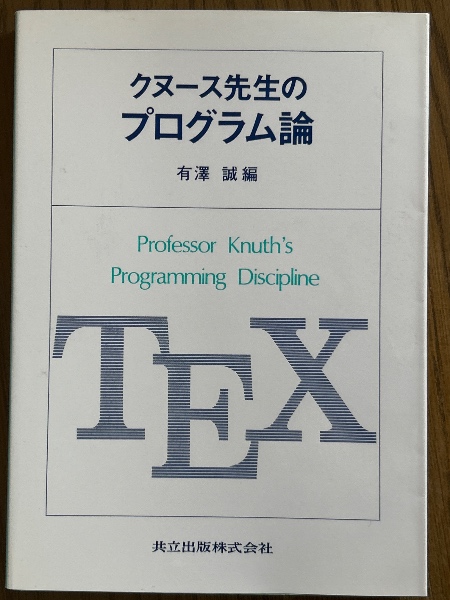 クヌース先生の
プログラム論
有澤 誠編
Professor Knuth's
Programming Discipline
TEX
共立出版株式会社